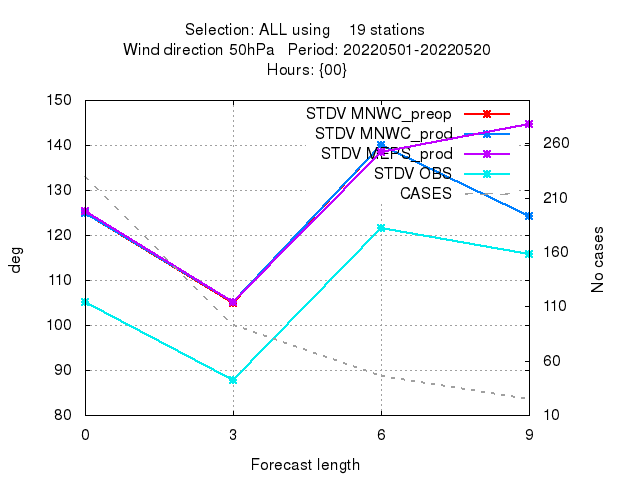 Selection: ALL using    19 stations
Wind direction 50hPa   Period: 20220501-20220520
Hours: {00}
150
140
130
120
110
100
90
80
deg
STDV MNWC_preop
STDV MNWC_prod
STDV MEPS_prod
STDV OBS
CASES
260
210
160
110
60
10
No cases
0 3 6 9
Forecast length